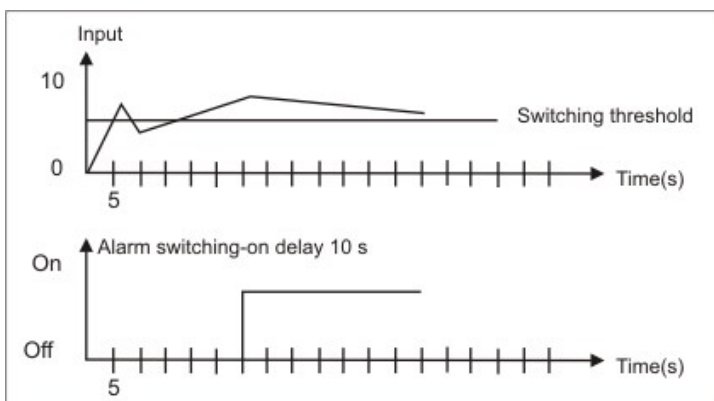 Input
10
Switching threshold
0
Time(s)
5
Alarm switching-on delay 10 s
On
Off
Time(s)
5